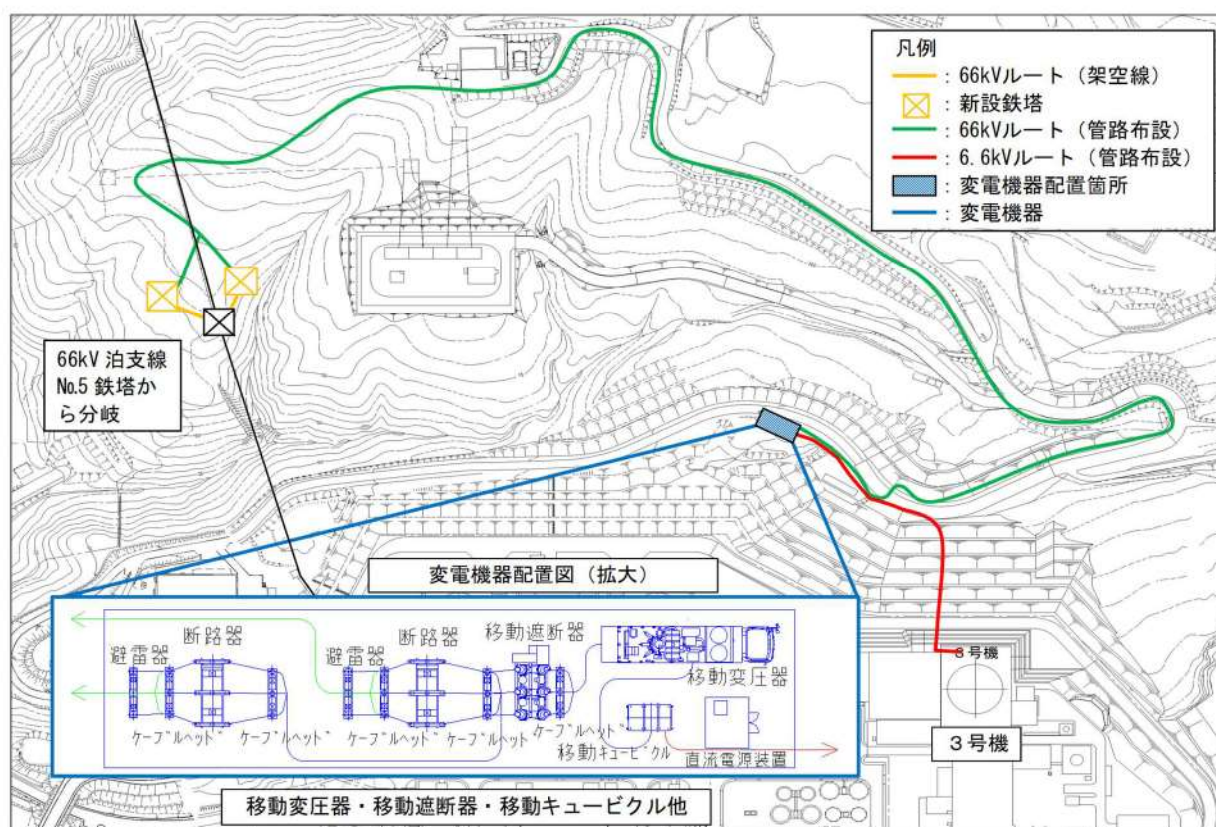 凡例
: 66kVルート（架空線）
: 新設鉄塔
: 66kVルート（管路布設）
: 6.6kVルート（管路布設）
: 変電機器配置箇所
: 変電機器
66kV 泊支線
No.5 鉄塔か
ら分岐
変電機器配置図（拡大）
断路器
断路器
移動遮断器
避雷器
避雷器
移動変圧器
ケーブルヘッド
ケーブルヘッド
ケーブルヘッド
ケーブルヘッド
ケーブルヘッド
移動キュービクル
直流電源装置
3号機
3号機
移動変圧器・移動遮断器・移動キュービクル他